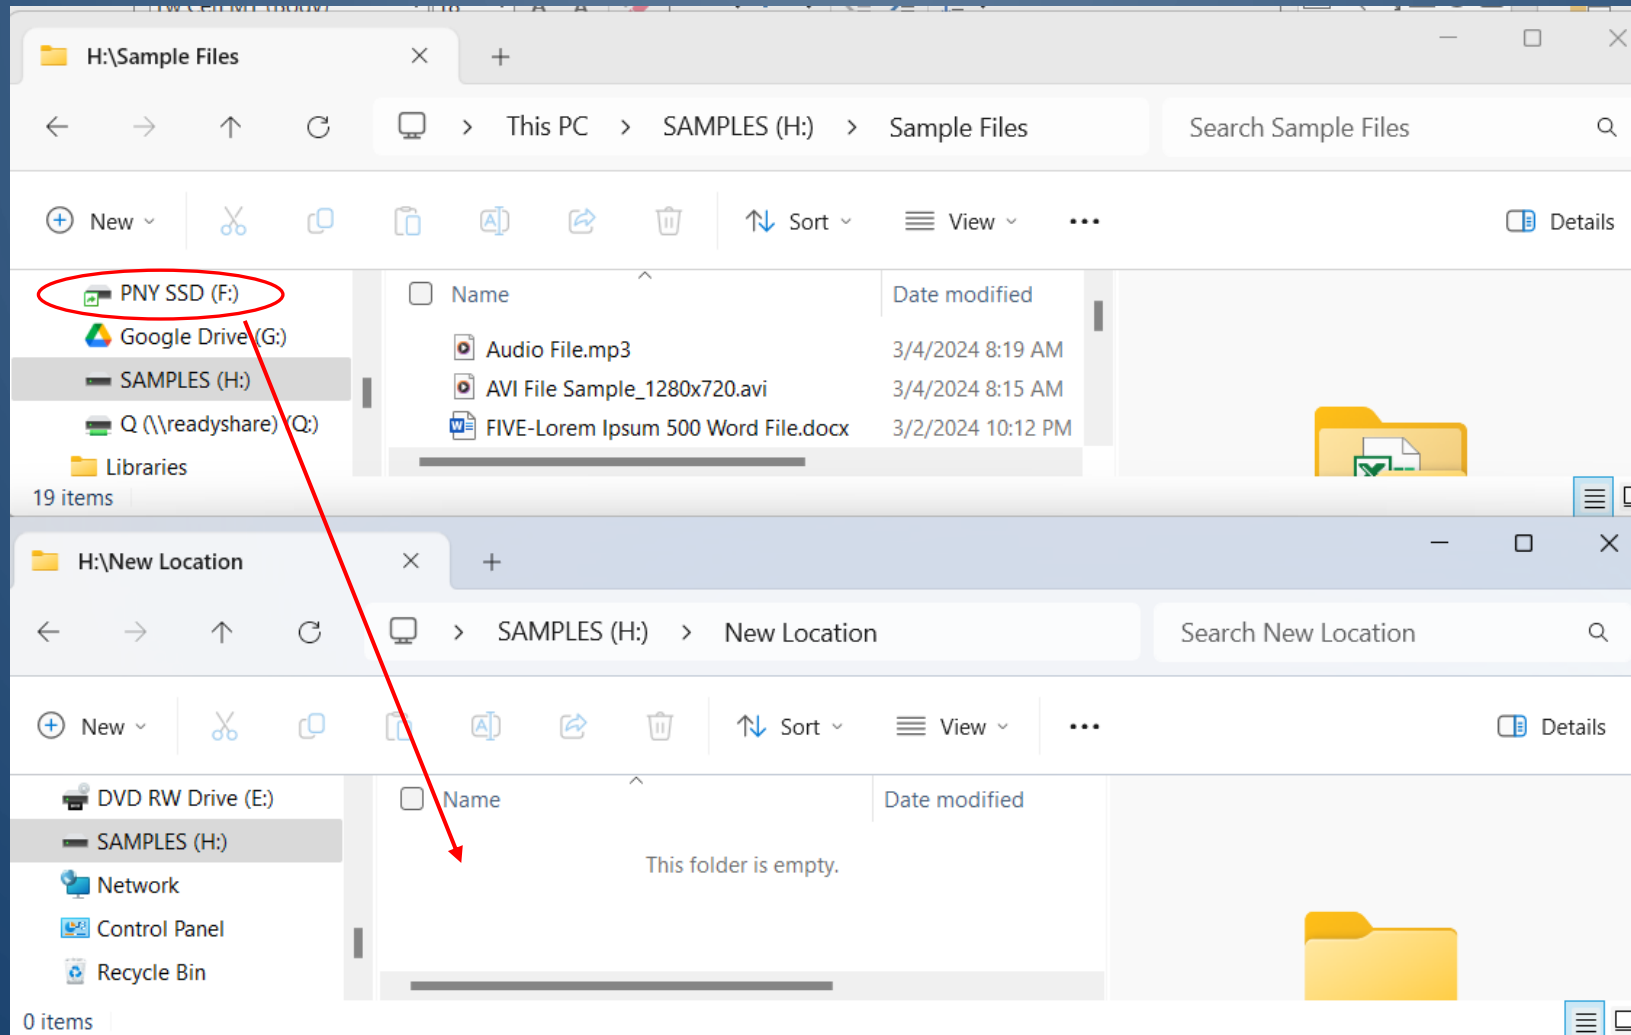 H:\Sample Files
This PC > SAMPLES (H:) > Sample Files
Search Sample Files
New
Sort
View
Details
PNY SSD (F:)
Google Drive (G:)
SAMPLES (H:)
Q (\\readyshare) (Q:)
Libraries
Name Date modified
Audio File.mp3 3/4/2024 8:19 AM
AVI File Sample_1280x720.avi 3/4/2024 8:15 AM
FIVE-Lorem Ipsum 500 Word File.docx 3/2/2024 10:12 PM
19 items
H:\New Location
SAMPLES (H:) > New Location
Search New Location
New
Sort
View
Details
DVD RW Drive (E:)
SAMPLES (H:)
Network
Control Panel
Recycle Bin
Name Date modified
This folder is empty.
0 items